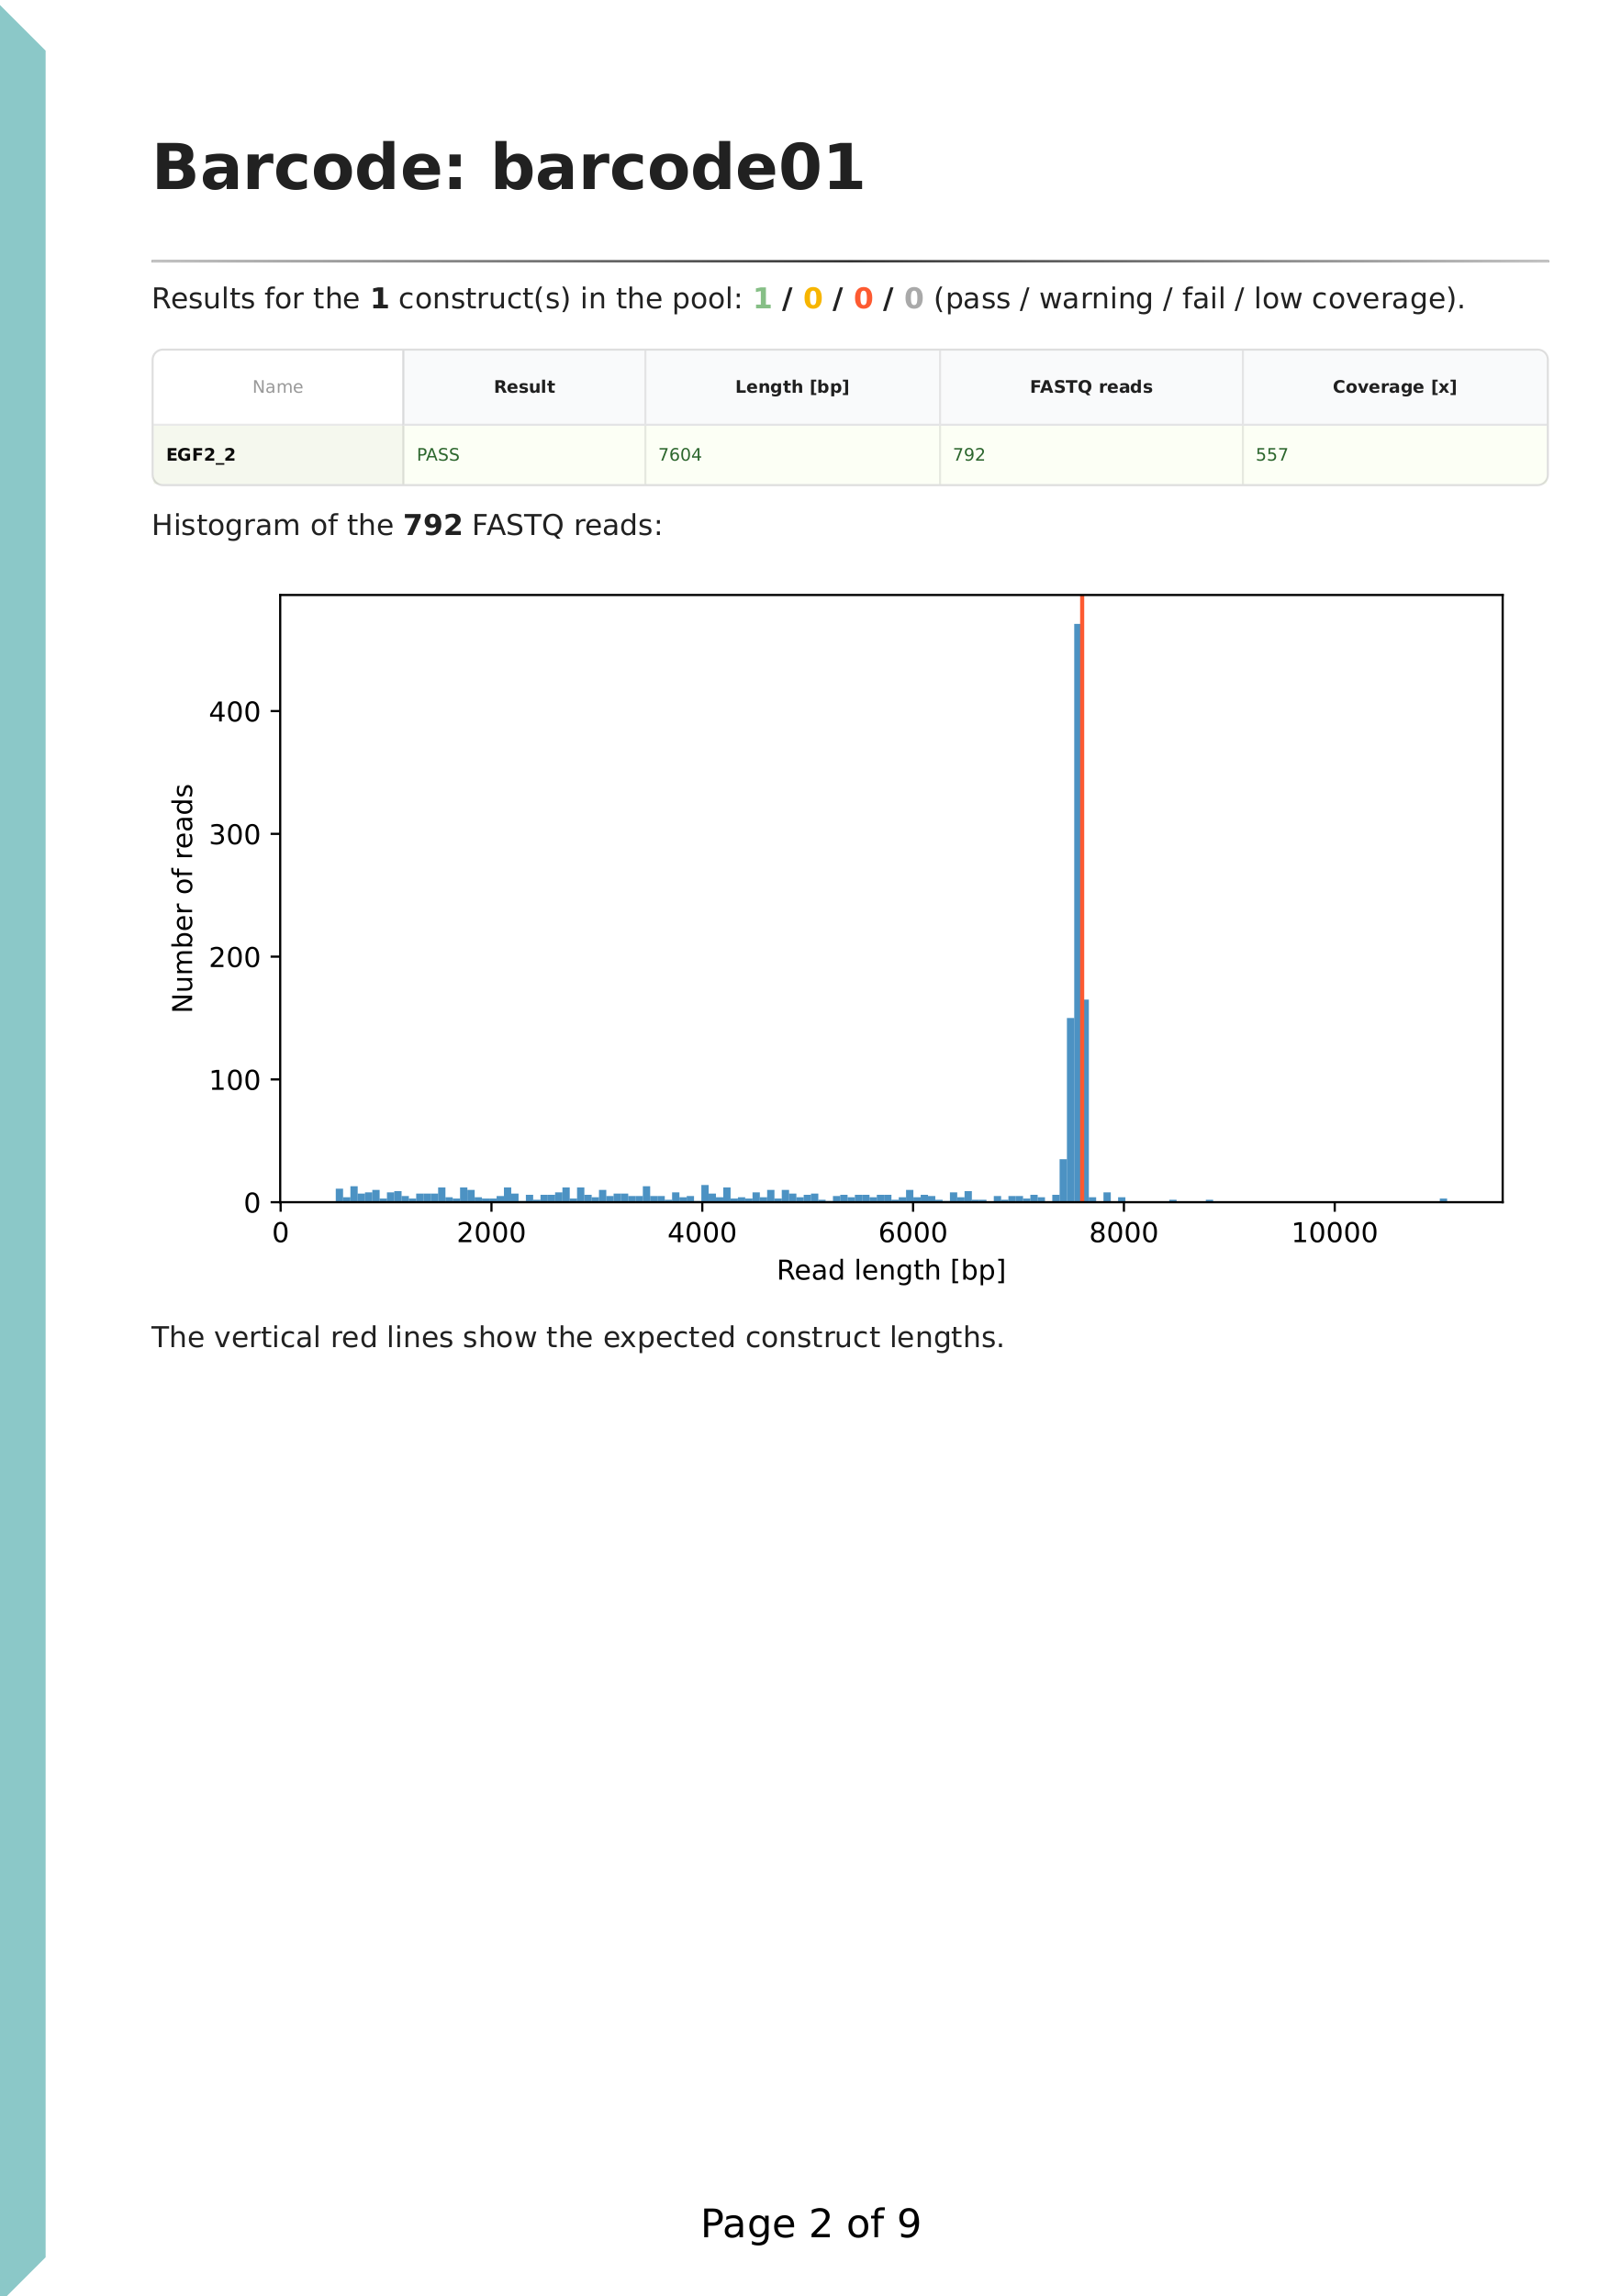 Barcode: barcode01
Results for the 1 construct(s) in the pool: 1 / 0 / 0 / 0 (pass / warning / fail / low coverage).
Name Result Length [bp] FASTQ reads Coverage [x]
EGF2_2 PASS 7604 792 557
Histogram of the 792 FASTQ reads:
400
300
200
100
0
Number of reads
0 2000 4000 6000 8000 10000
Read length [bp]
The vertical red lines show the expected construct lengths.
Page 2 of 9